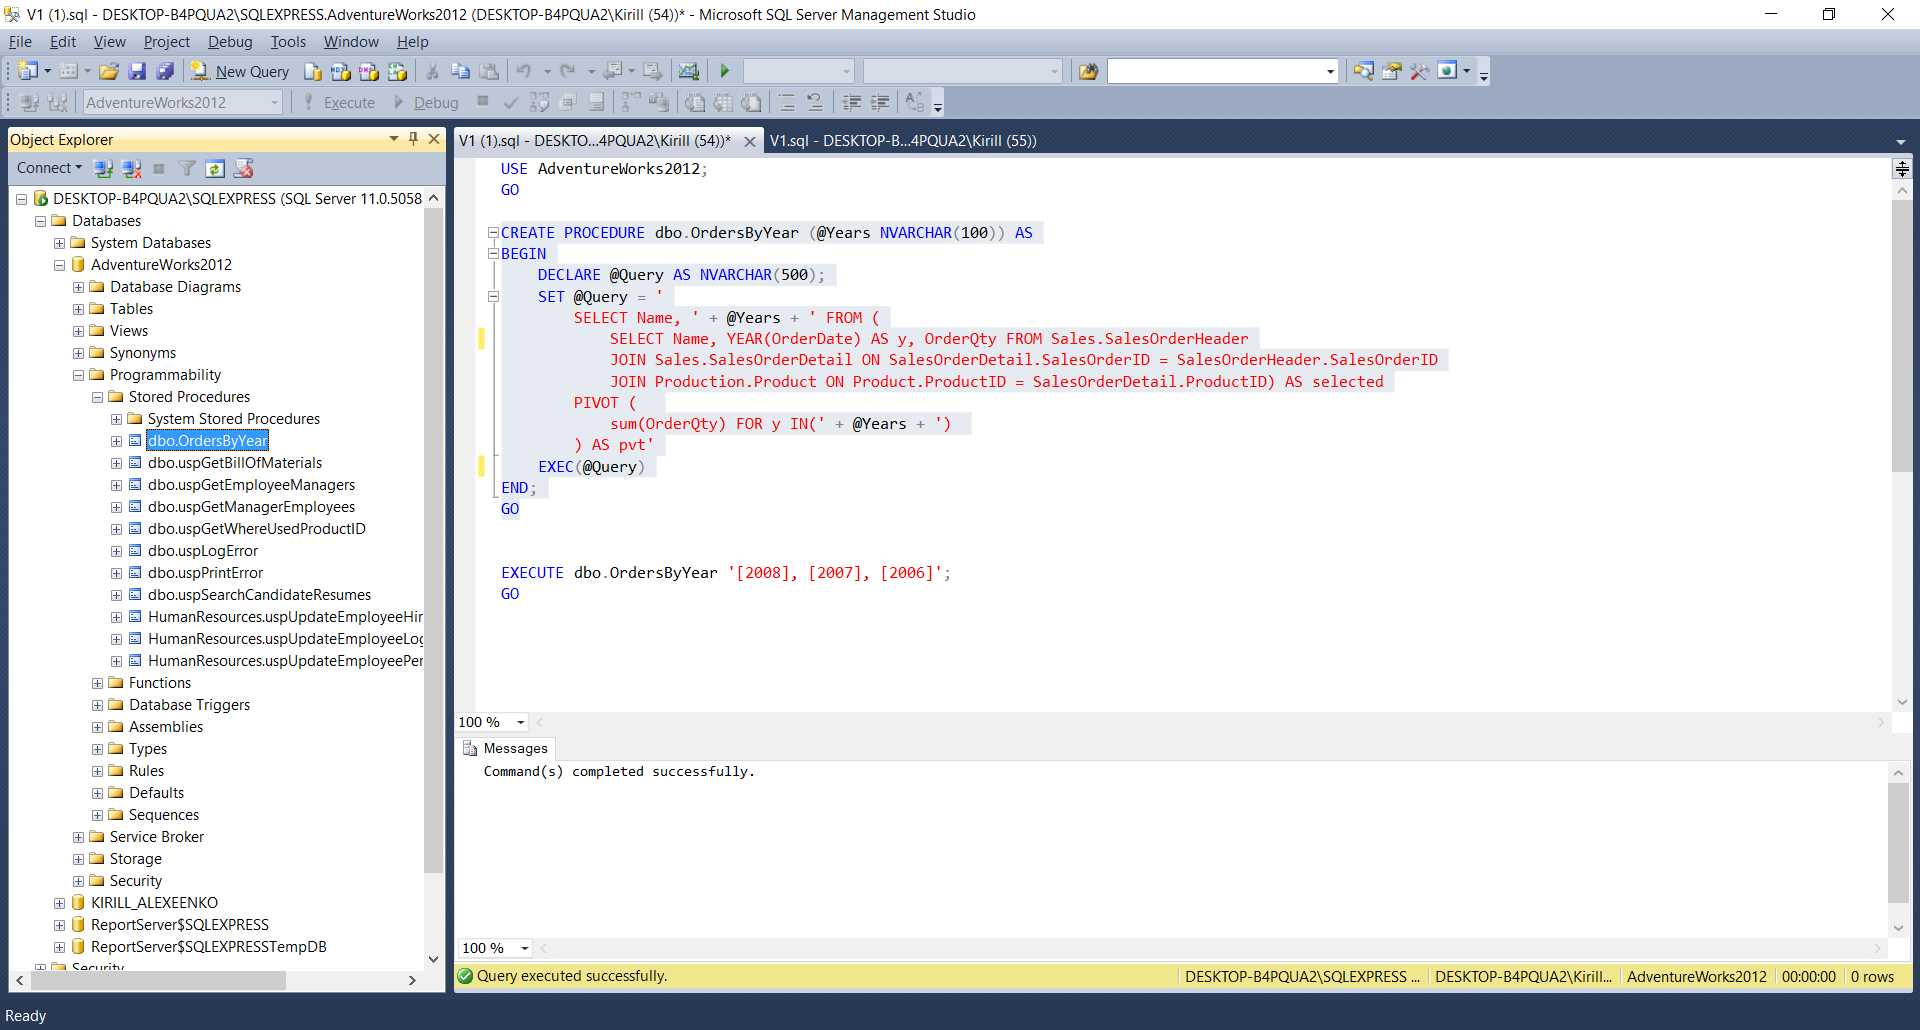 V1 (1).sql - DESKTOP-B4PQUA2\SQLEXPRESS.AdventureWorks2012 (DESKTOP-B4PQUA2\Kirill (54))* - Microsoft SQL Server Management Studio
File Edit View Project Debug Tools Window Help
New Query
AdventureWorks2012 Execute Debug
Object Explorer
Connect
DESKTOP-B4PQUA2\SQLEXPRESS (SQL Server 11.0.5058
Databases
System Databases
AdventureWorks2012
Database Diagrams
Tables
Views
Synonyms
Programmability
Stored Procedures
System Stored Procedures
dbo.OrdersByYear
dbo.uspGetBillOfMaterials
dbo.uspGetEmployeeManagers
dbo.uspGetManagerEmployees
dbo.uspGetWhereUsedProductID
dbo.uspLogError
dbo.uspPrintError
dbo.uspSearchCandidateResumes
HumanResources.uspUpdateEmployeeHir
HumanResources.uspUpdateEmployeeLog
HumanResources.uspUpdateEmployeePer
Functions
Database Triggers
Assemblies
Types
Rules
Defaults
Sequences
Service Broker
Storage
Security
KIRILL_ALEXEENKO
ReportServer$SQLEXPRESS
ReportServer$SQLEXPRESSTempDB
Security
V1 (1).sql - DESKTO...4PQUA2\Kirill (54))* V1.sql - DESKTOP-B...4PQUA2\Kirill (55))
USE AdventureWorks2012;
GO
CREATE PROCEDURE dbo.OrdersByYear (@Years NVARCHAR(100)) AS
BEGIN
DECLARE @Query AS NVARCHAR(500);
SET @Query = '
SELECT Name, ' + @Years + ' FROM (
SELECT Name, YEAR(OrderDate) AS y, OrderQty FROM Sales.SalesOrderHeader
JOIN Sales.SalesOrderDetail ON SalesOrderDetail.SalesOrderID = SalesOrderHeader.SalesOrderID
JOIN Production.Product ON Product.ProductID = SalesOrderDetail.ProductID) AS selected
PIVOT (
sum(OrderQty) FOR y IN(' + @Years + ')
) AS pvt'
EXEC(@Query)
END;
GO
EXECUTE dbo.OrdersByYear '[2008], [2007], [2006]';
GO
100 %
Messages
Command(s) completed successfully.
100 %
Query executed successfully. DESKTOP-B4PQUA2\SQLEXPRESS ... DESKTOP-B4PQUA2\Kirill... AdventureWorks2012 00:00:00 0 rows
Ready